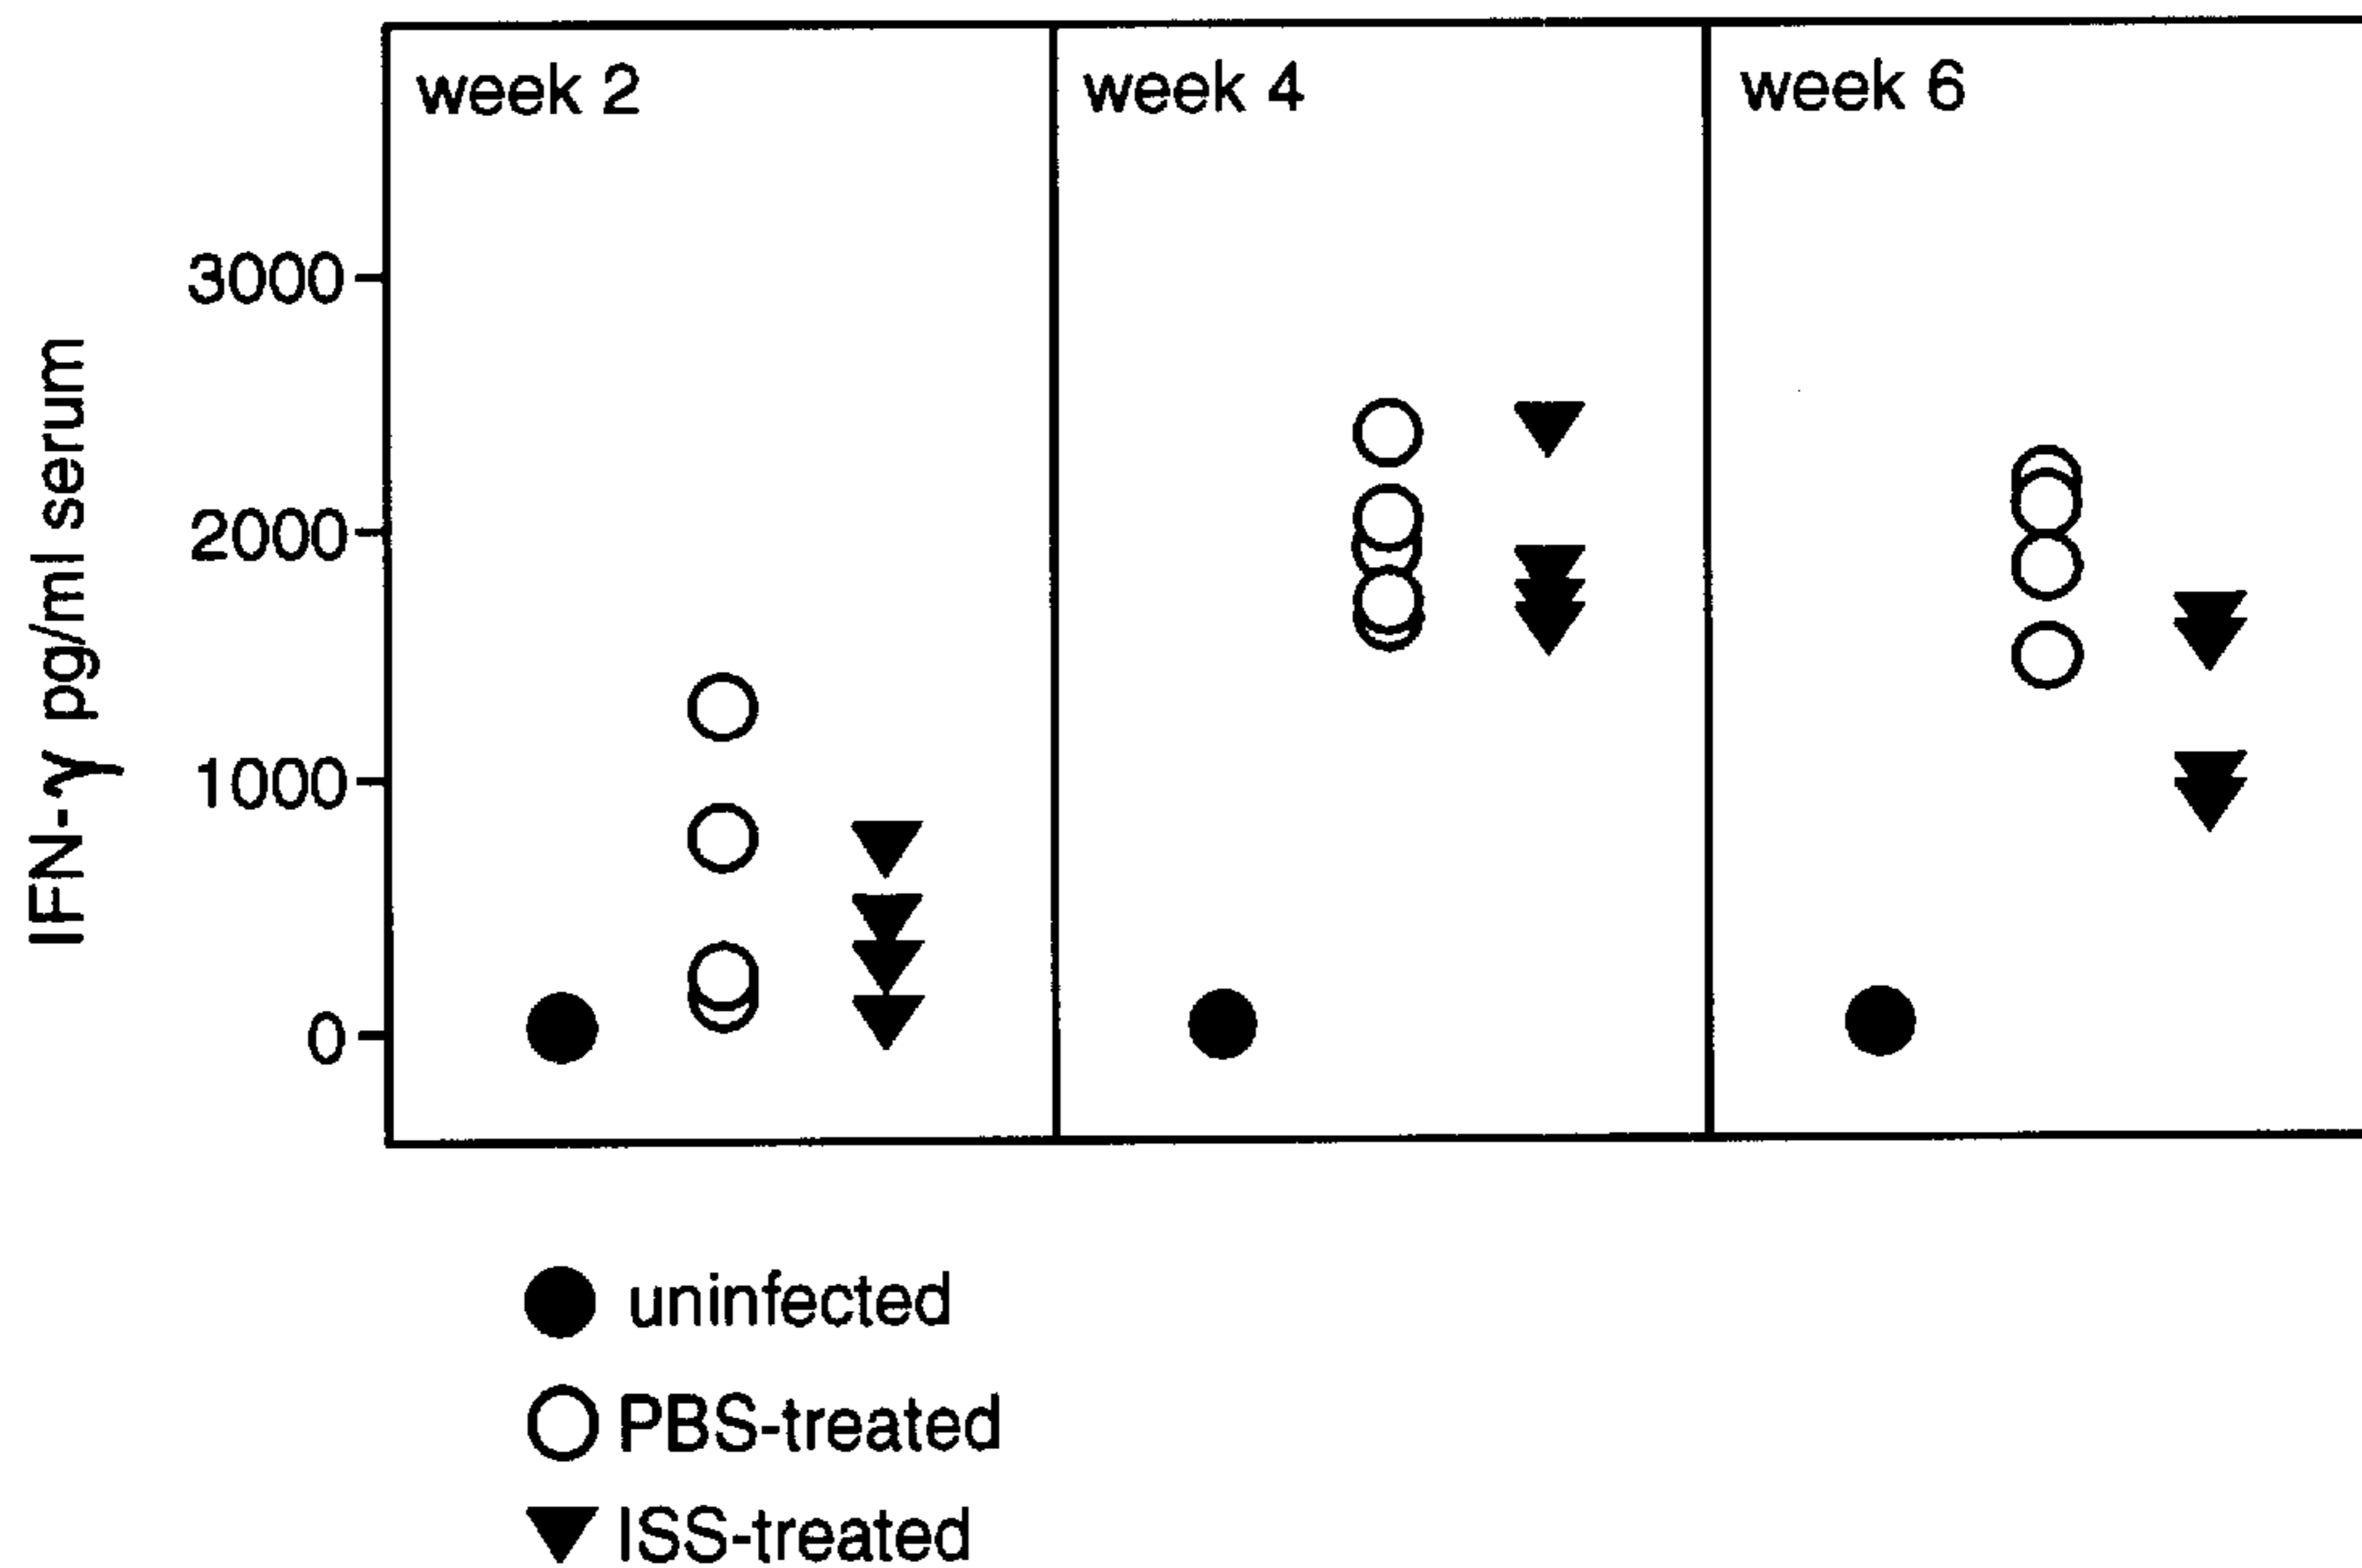 week 2
week 4
week 6
3000
2000
1000
0
IFN-γ pg/ml serum
uninfected
PBS-treated
ISS-treated